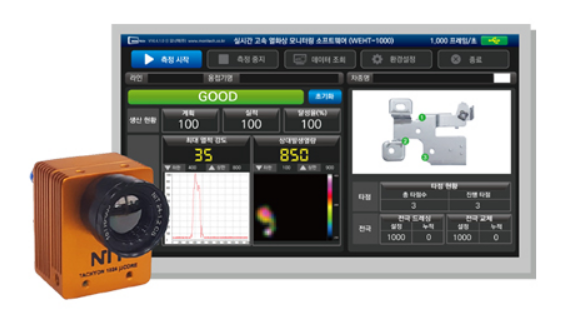 실시간 고속 열화상 모니터링 소프트웨어 (WEHT-1000)
1,000 프레임/초
측정 시작
측정 중지
데이터 조회
환경설정
종료
라인
용접기명
차종명
GOOD
초기화
생산 현황
계획
실적
달성율(%)
100
100
100
최대 열적 강도
상대발생열량
35
850
타점
타점 현황
총 타점수
진행 타점
3
3
전극
전극 드레싱
전극 교체
설정
누적
설정
누적
1000
0
1000
0
NIT
TACHYON 1024 µCORE